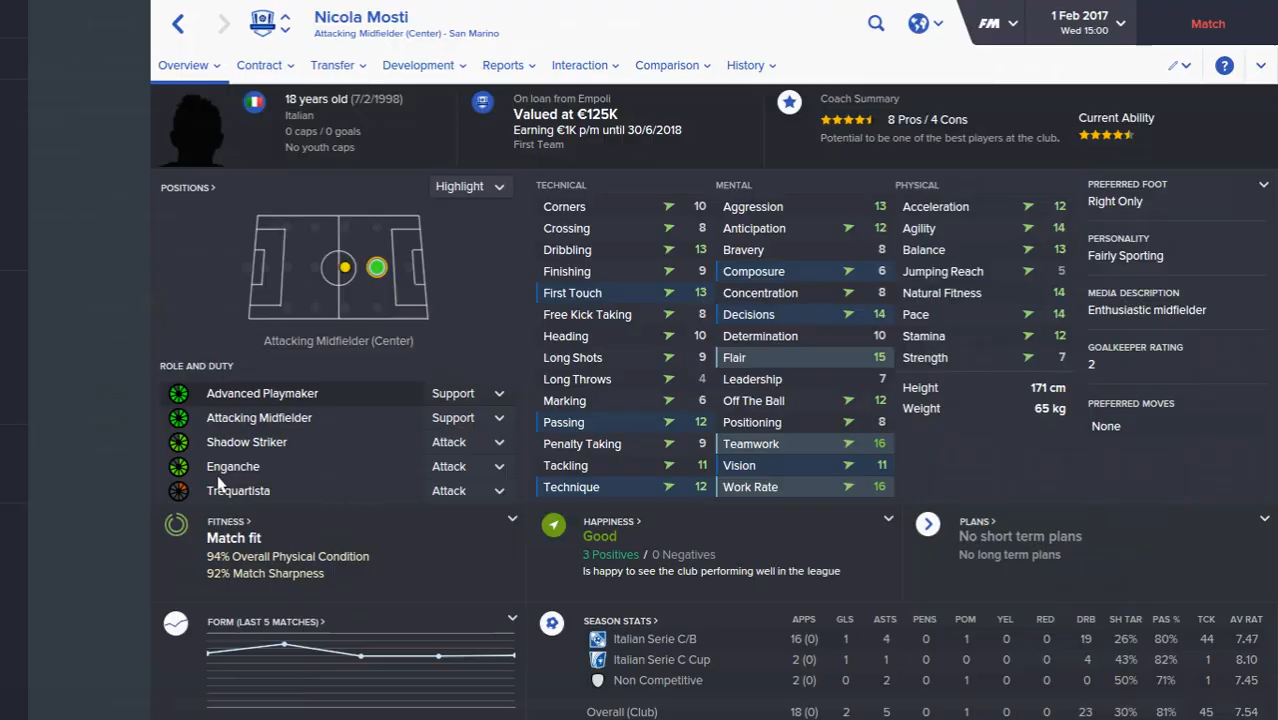 Nicola Mosti
Attacking Midfielder (Center) - San Marino
FM
1 Feb 2017
Wed 15:00
Match
Overview
Contract
Transfer
Development
Reports
Interaction
Comparison
History
?
18 years old (7/2/1998)
Italian
0 caps / 0 goals
No youth caps
On loan from Empoli
Valued at €125K
Earning €1K p/m until 30/6/2018
First Team
Coach Summary
8 Pros / 4 Cons
Potential to be one of the best players at the club.
Current Ability
POSITIONS >
Highlight
Attacking Midfielder (Center)
ROLE AND DUTY
Advanced Playmaker Support
Attacking Midfielder Support
Shadow Striker Attack
Enganche Attack
Trequartista Attack
TECHNICAL
Corners 10
Crossing 8
Dribbling 13
Finishing 9
First Touch 13
Free Kick Taking 8
Heading 10
Long Shots 9
Long Throws 4
Marking 6
Passing 12
Penalty Taking 9
Tackling 11
Technique 12
MENTAL
Aggression 13
Anticipation 12
Bravery 8
Composure 6
Concentration 8
Decisions 14
Determination 10
Flair 15
Leadership 7
Off The Ball 12
Positioning 8
Teamwork 16
Vision 11
Work Rate 16
PHYSICAL
Acceleration 12
Agility 14
Balance 13
Jumping Reach 5
Natural Fitness 14
Pace 14
Stamina 12
Strength 7
Height 171 cm
Weight 65 kg
PREFERRED FOOT
Right Only
PERSONALITY
Fairly Sporting
MEDIA DESCRIPTION
Enthusiastic midfielder
GOALKEEPER RATING
2
PREFERRED MOVES
None
FITNESS >
Match fit
94% Overall Physical Condition
92% Match Sharpness
HAPPINESS >
Good
3 Positives / 0 Negatives
Is happy to see the club performing well in the league
PLANS >
No short term plans
No long term plans
FORM (LAST 5 MATCHES) >
SEASON STATS > APPS GLS ASTS PENS POM YEL RED DRB SH TAR PAS % TCK AV RAT
Italian Serie C/B 16 (0) 1 4 0 1 0 0 19 26% 80% 44 7.47
Italian Serie C Cup 2 (0) 1 1 0 0 0 0 4 43% 82% 1 8.10
Non Competitive 2 (0) 0 2 0 0 0 0 0 50% 71% 1 7.45
Overall (Club) 18 (0) 2 5 0 1 0 0 23 30% 81% 45 7.54